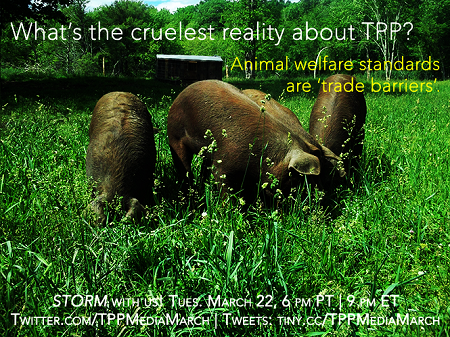 What's the cruelest reality about TPP?
Animal welfare standards
are 'trade barriers'.
STORM with us! Tues. March 22, 6 pm PT | 9 pm ET
Twitter.com/TPPMediaMarch | Tweets: tiny.cc/TPPMediaMarch